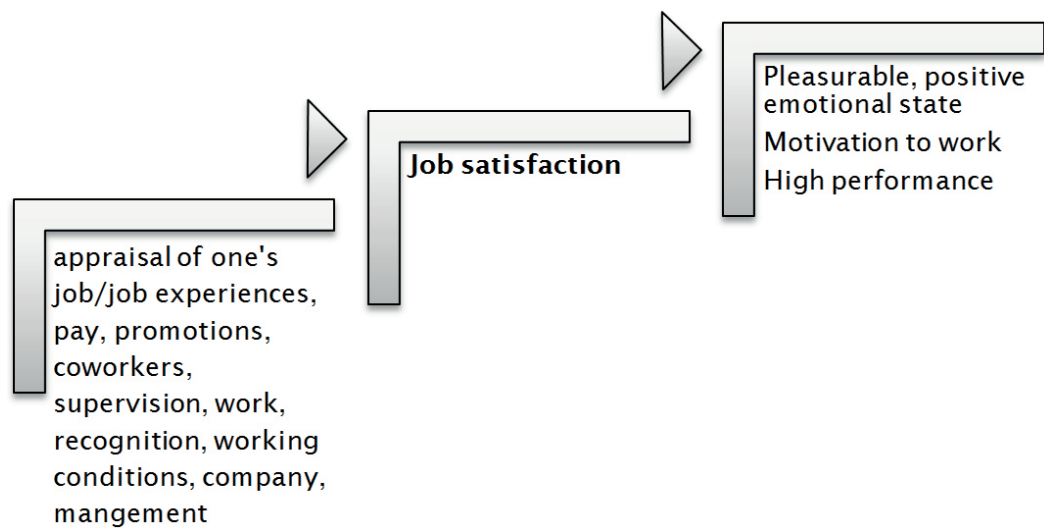 Pleasurable, positive
emotional state
Motivation to work
High performance
Job satisfaction
appraisal of one's
job/job experiences,
pay, promotions,
coworkers,
supervision, work,
recognition, working
conditions, company,
mangement